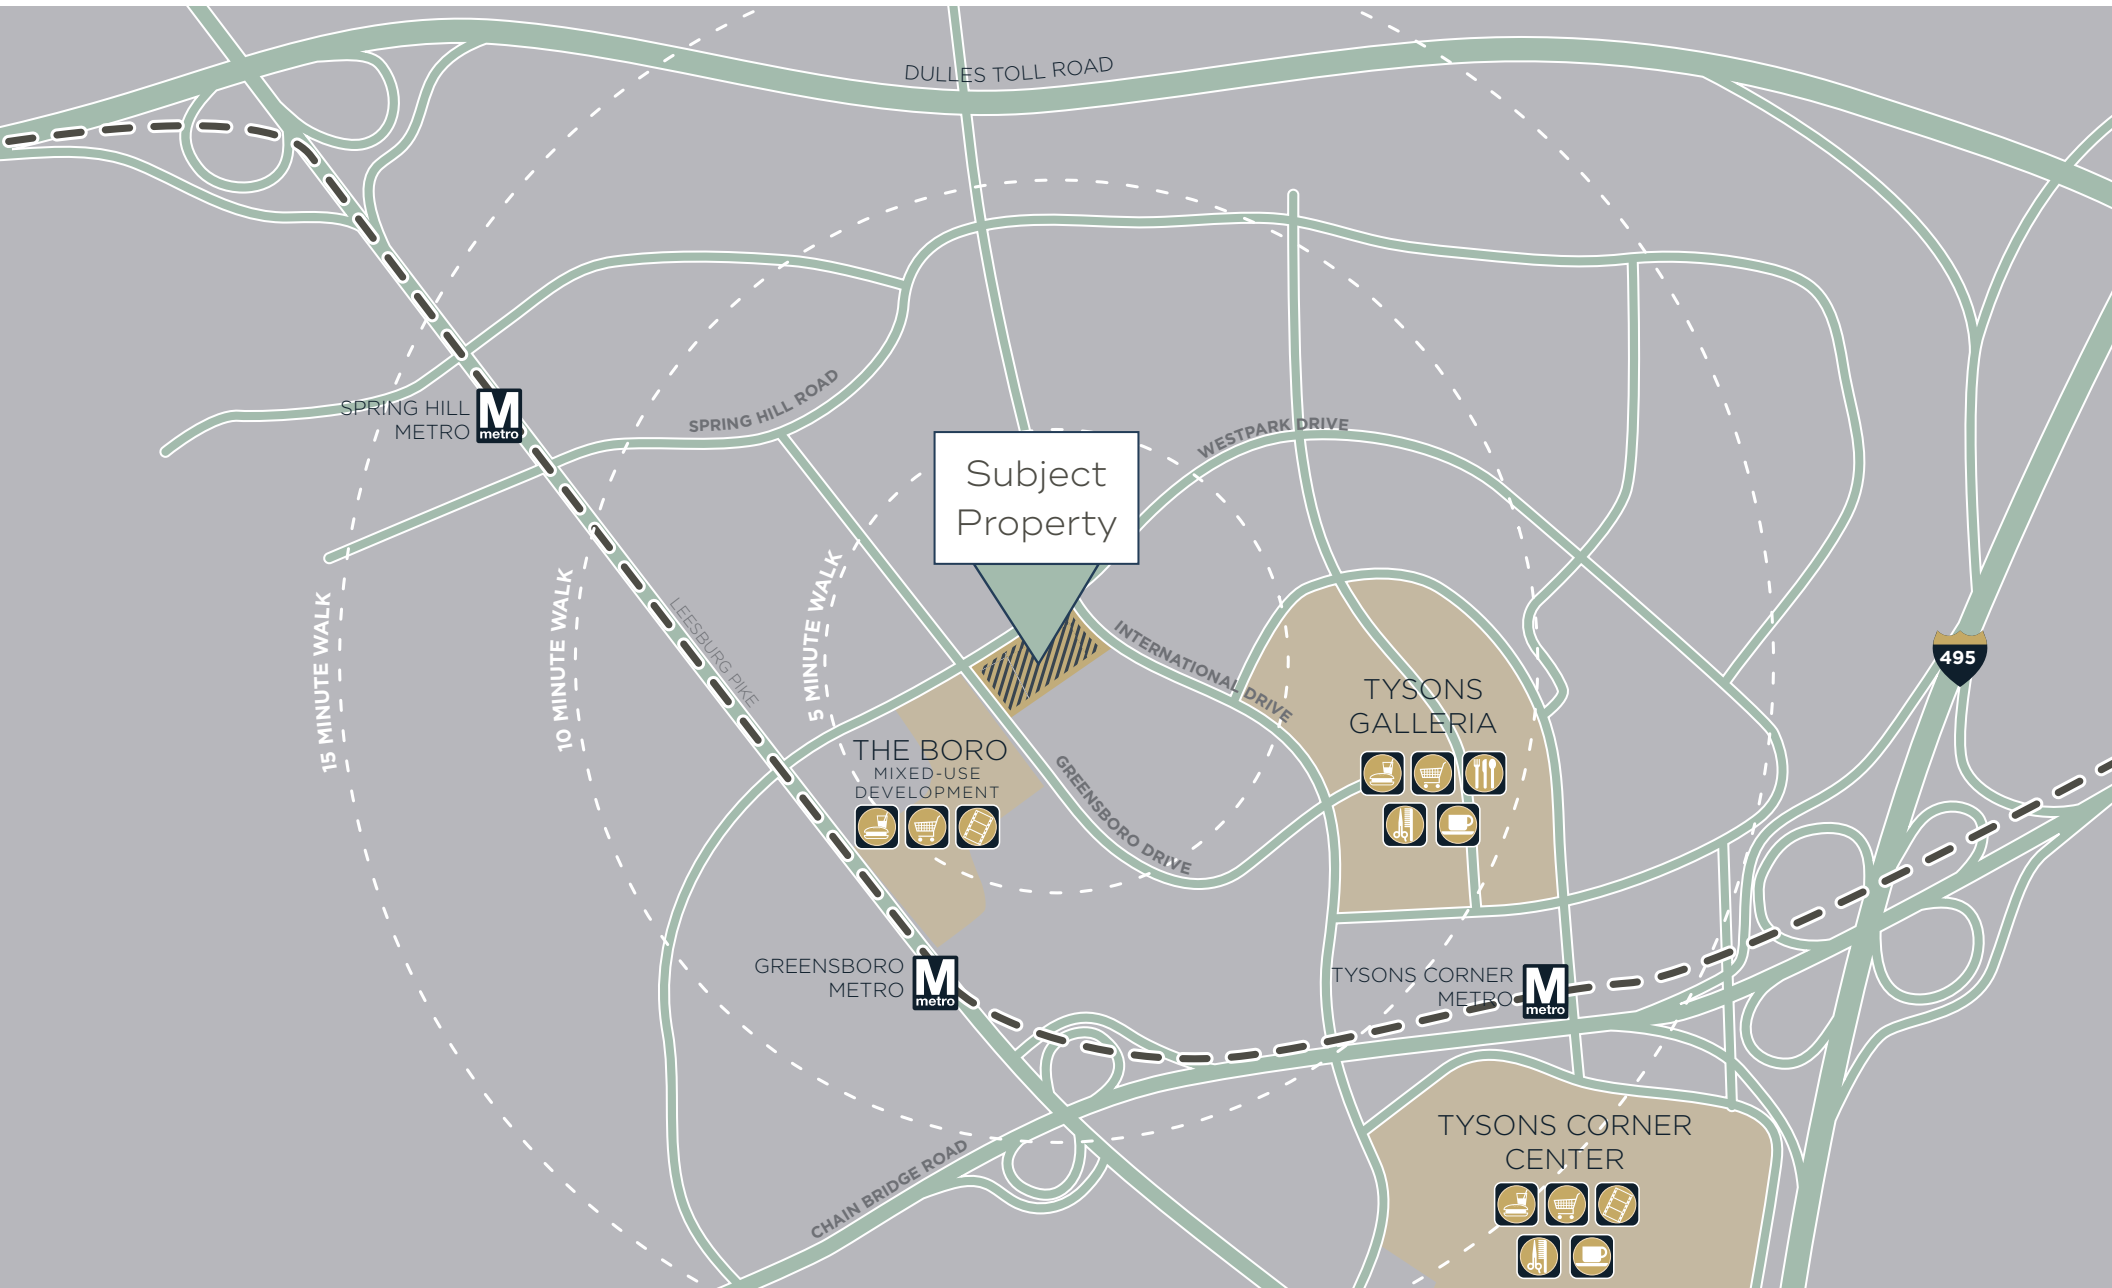 DULLES TOLL ROAD
SPRING HILL
METRO
M
metro
SPRING HILL ROAD
WESTPARK DRIVE
Subject
Property
15 MINUTE WALK
10 MINUTE WALK
5 MINUTE WALK
LEESBURG PIKE
INTERNATIONAL DRIVE
495
TYSONS
GALLERIA
THE BORO
MIXED-USE
DEVELOPMENT
GREENSBORO DRIVE
GREENSBORO
METRO
M
metro
TYSONS CORNER
METRO
M
metro
CHAIN BRIDGE ROAD
TYSONS CORNER
CENTER